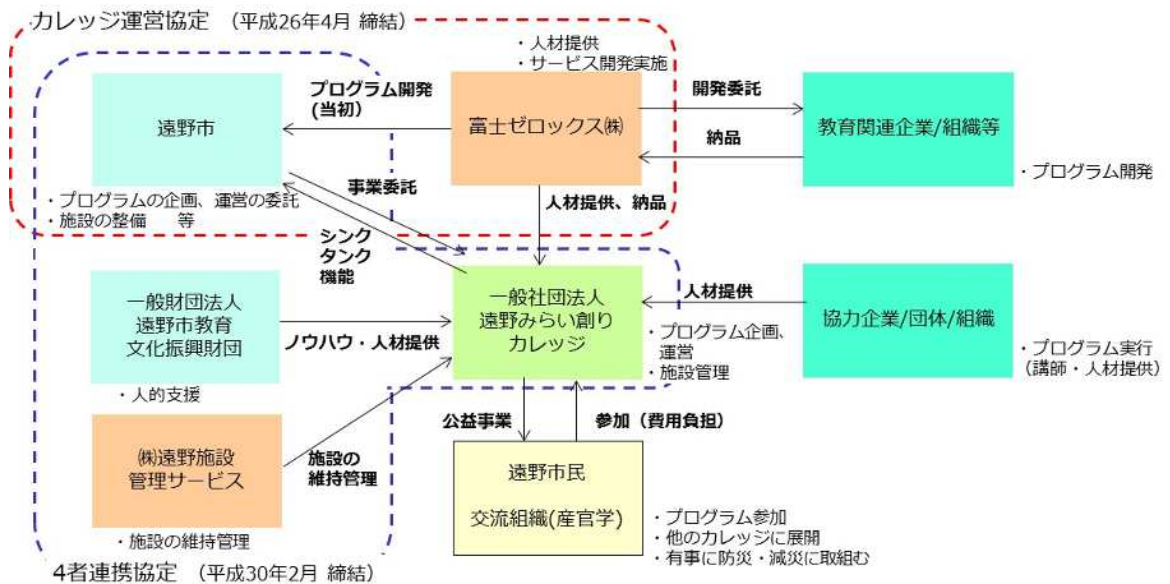 カレッジ運営協定 (平成26年4月 締結)
・人材提供
・サービス開発実施
遠野市
プログラム開発
(当初)
富士ゼロックス㈱
開発委託
納品
教育関連企業/組織等
・プログラム開発
・プログラムの企画、運営の委託
・施設の整備 等
事業委託
人材提供、納品
シンク
タンク
機能
一般財団法人
遠野市教育
文化振興財団
・人的支援
ノウハウ・人材提供
一般社団法人
遠野みらい創り
カレッジ
・プログラム企画、
運営
・施設管理
人材提供
協力企業/団体/組織
・プログラム実行
(講師・人材提供)
㈱遠野施設
管理サービス
・施設の維持管理
施設の
維持管理
公益事業
参加（費用負担）
遠野市民
交流組織(産官学)
・プログラム参加
・他のカレッジに展開
・有事に防災・減災に取組む
4者連携協定 (平成30年2月 締結)